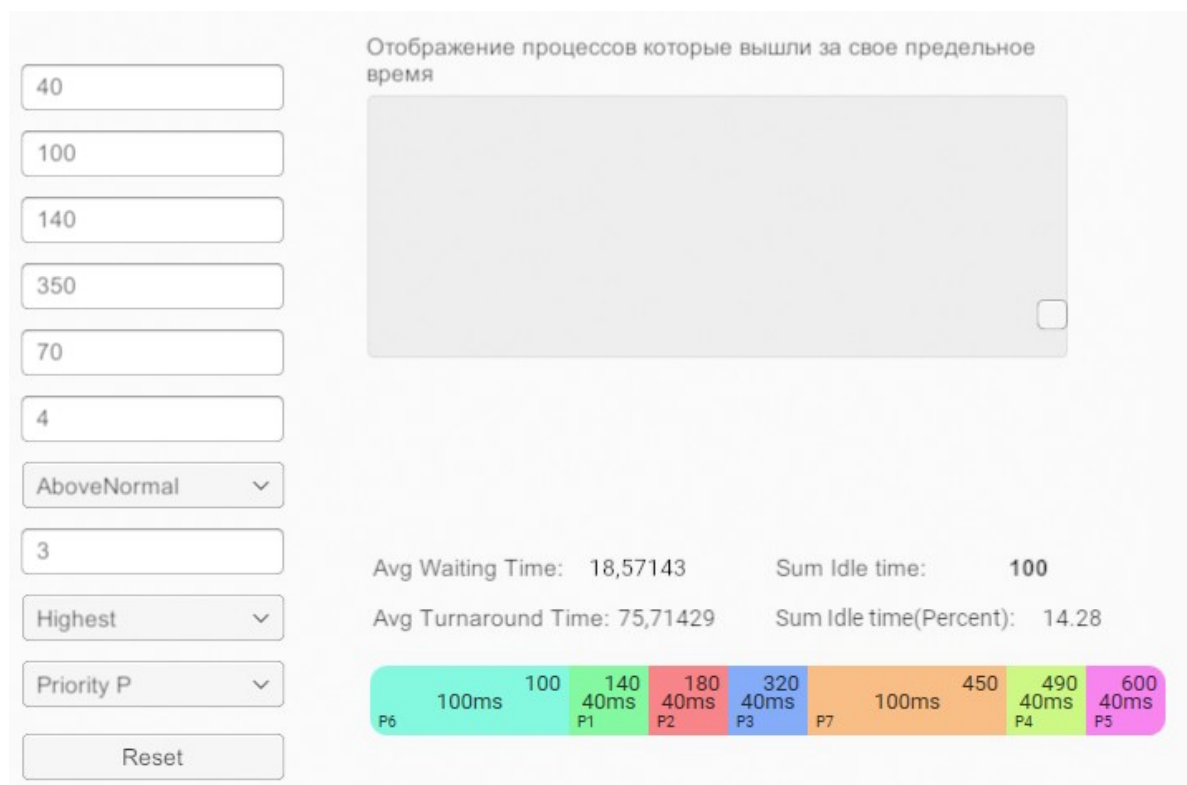 Отображение процессов которые вышли за свое предельное
время
40
100
140
350
70
4
AboveNormal
3
Highest
Priority P
Reset
Avg Waiting Time: 18,57143 Sum Idle time: 100
Avg Turnaround Time: 75,71429 Sum Idle time(Percent): 14.28
100 140 180 320 450 490 600
100ms 40ms 40ms 40ms 100ms 40ms 40ms
P6 P1 P2 P3 P7 P4 P5